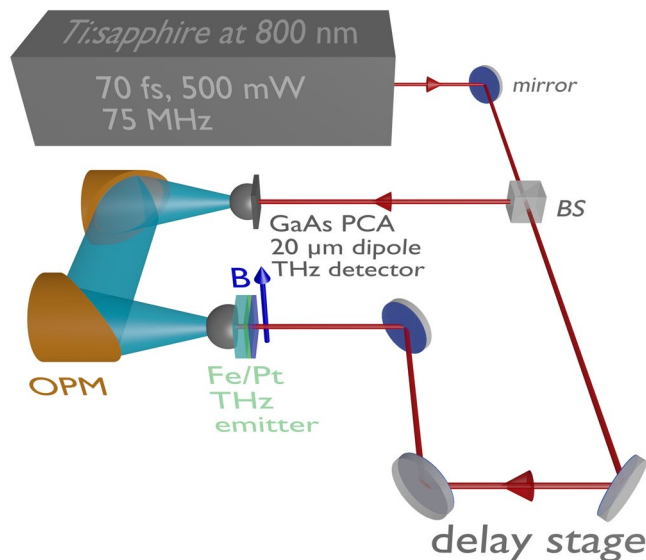 Ti:sapphire at 800 nm
70 fs, 500 mW
75 MHz
mirror
BS
GaAs PCA
20 µm dipole
THz detector
B
OPM
Fe/Pt
THz
emitter
delay stage